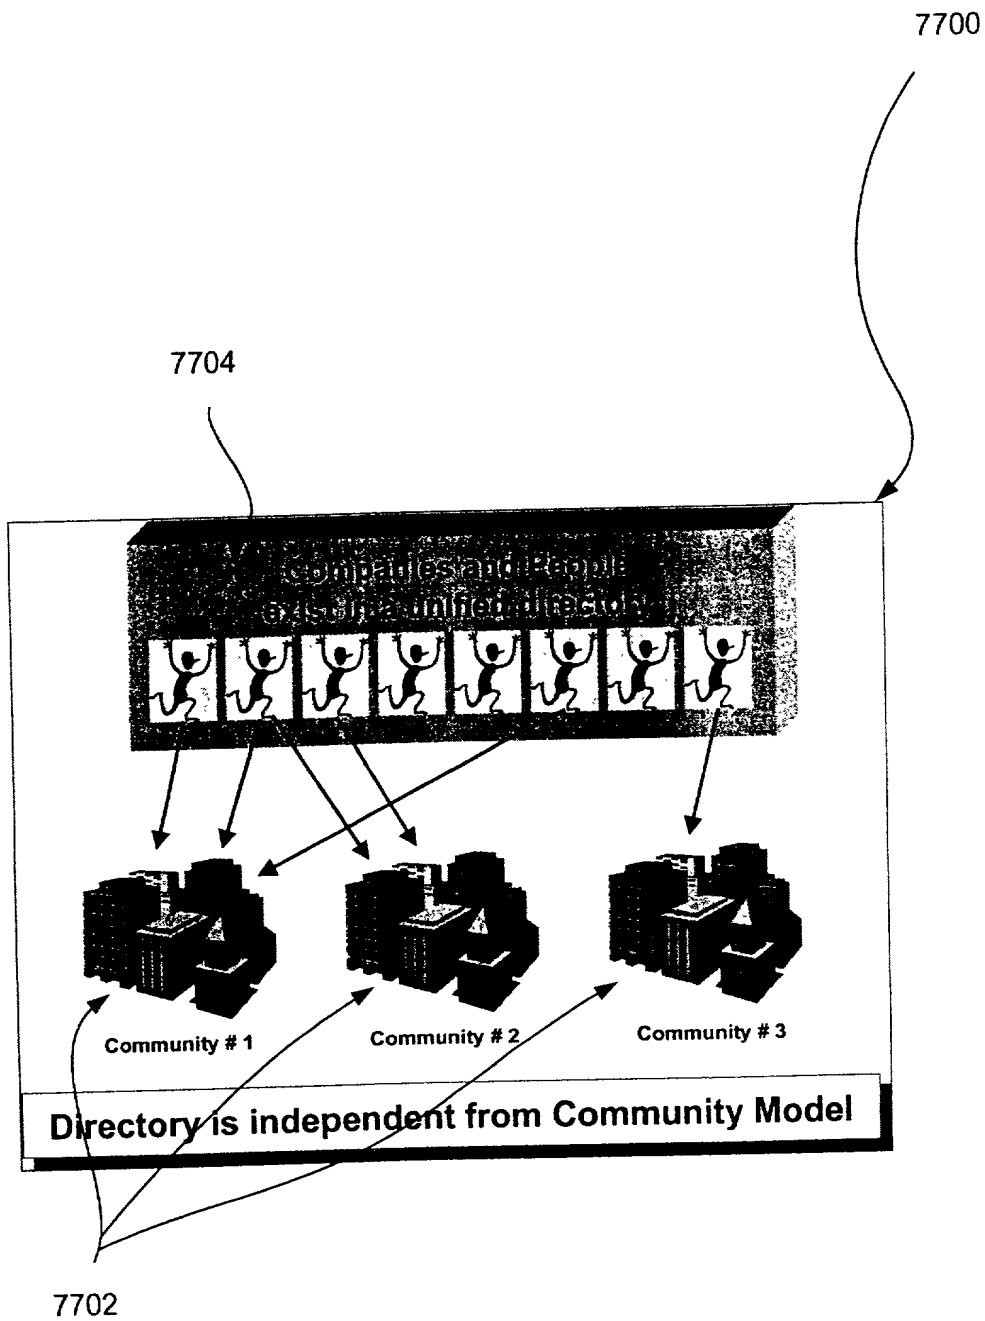 7700
7704
Companies and People
exist in a unified directory
Community # 1
Community # 2
Community # 3
Directory is independent from Community Model
7702